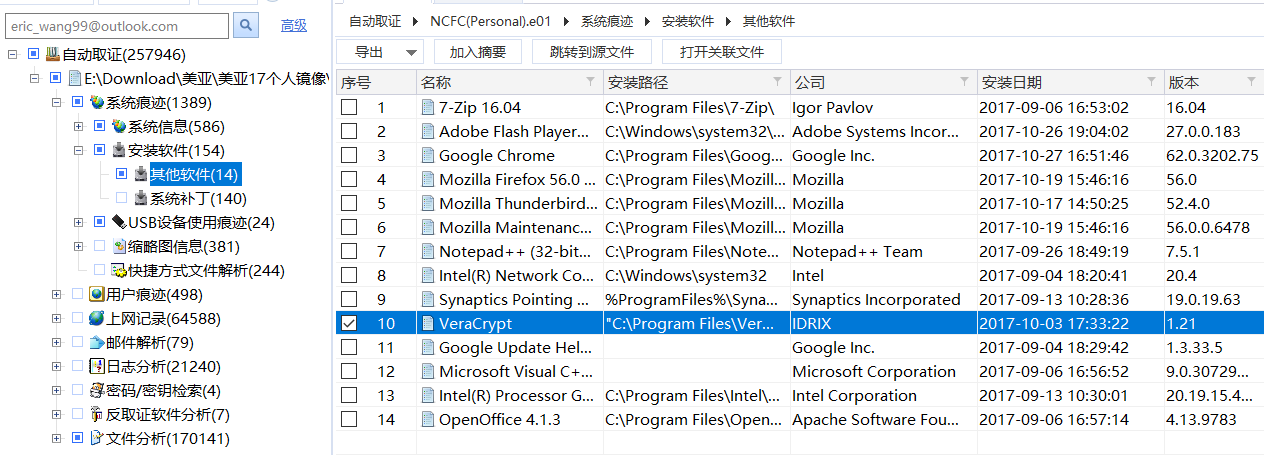 eric_wang99@outlook.com 高级
自动取证(257946)
E:\Download\美亚\美亚17个人镜像\
系统痕迹(1389)
系统信息(586)
安装软件(154)
其他软件(14)
系统补丁(140)
USB设备使用痕迹(24)
缩略图信息(381)
快捷方式文件解析(244)
用户痕迹(498)
上网记录(64588)
邮件解析(79)
日志分析(21240)
密码/密钥检索(4)
反取证软件分析(7)
文件分析(170141)
自动取证 NCFC(Personal).e01 系统痕迹 安装软件 其他软件
导出 加入摘要 跳转到源文件 打开关联文件
序号 名称 安装路径 公司 安装日期 版本
1 7-Zip 16.04 C:\Program Files\7-Zip\ Igor Pavlov 2017-09-06 16:53:02 16.04
2 Adobe Flash Player... C:\Windows\system32\... Adobe Systems Incor... 2017-10-26 19:04:02 27.0.0.183
3 Google Chrome C:\Program Files\Goog... Google Inc. 2017-10-27 16:51:46 62.0.3202.75
4 Mozilla Firefox 56.0 ... C:\Program Files\Mozill... Mozilla 2017-10-19 15:46:16 56.0
5 Mozilla Thunderbird... C:\Program Files\Mozill... Mozilla 2017-10-17 14:50:25 52.4.0
6 Mozilla Maintenanc... C:\Program Files\Mozill... Mozilla 2017-10-19 15:46:16 56.0.0.6478
7 Notepad++ (32-bit... C:\Program Files\Note... Notepad++ Team 2017-09-26 18:49:19 7.5.1
8 Intel(R) Network Co... C:\Windows\system32 Intel 2017-09-04 18:20:41 20.4
9 Synaptics Pointing ... %ProgramFiles%\Syna... Synaptics Incorporated 2017-09-13 10:28:36 19.0.19.63
10 VeraCrypt "C:\Program Files\Ver... IDRIX 2017-10-03 17:33:22 1.21
11 Google Update Hel... Google Inc. 2017-09-04 18:29:42 1.3.33.5
12 Microsoft Visual C+... Microsoft Corporation 2017-09-06 16:56:52 9.0.30729...
13 Intel(R) Processor G... C:\Program Files\Intel\... Intel Corporation 2017-09-13 10:30:01 20.19.15.4...
14 OpenOffice 4.1.3 C:\Program Files\Open... Apache Software Fou... 2017-09-06 16:57:14 4.13.9783